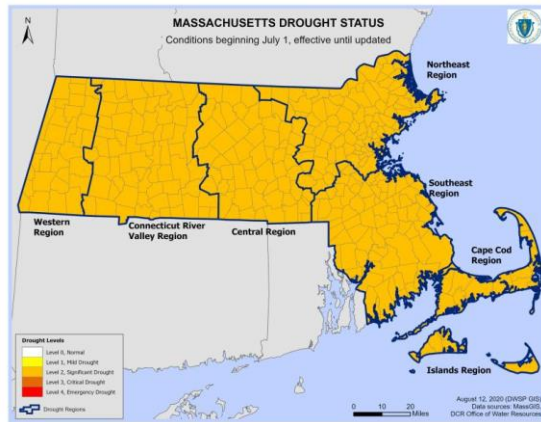 MASSACHUSETTS DROUGHT STATUS
Conditions beginning July 1, effective until updated
N
Northeast
Region
Southeast
Region
Cape Cod
Region
Western
Region
Connecticut River
Valley Region
Central Region
Islands Region
Drought Levels
Level 0, Normal
Level 1, Mild Drought
Level 2, Significant Drought
Level 3, Critical Drought
Level 4, Emergency Drought
Drought Regions
0 10 20
Miles
August 12, 2020 (DWSP GIS)
Data sources: MassGIS,
DCR Office of Water Resources